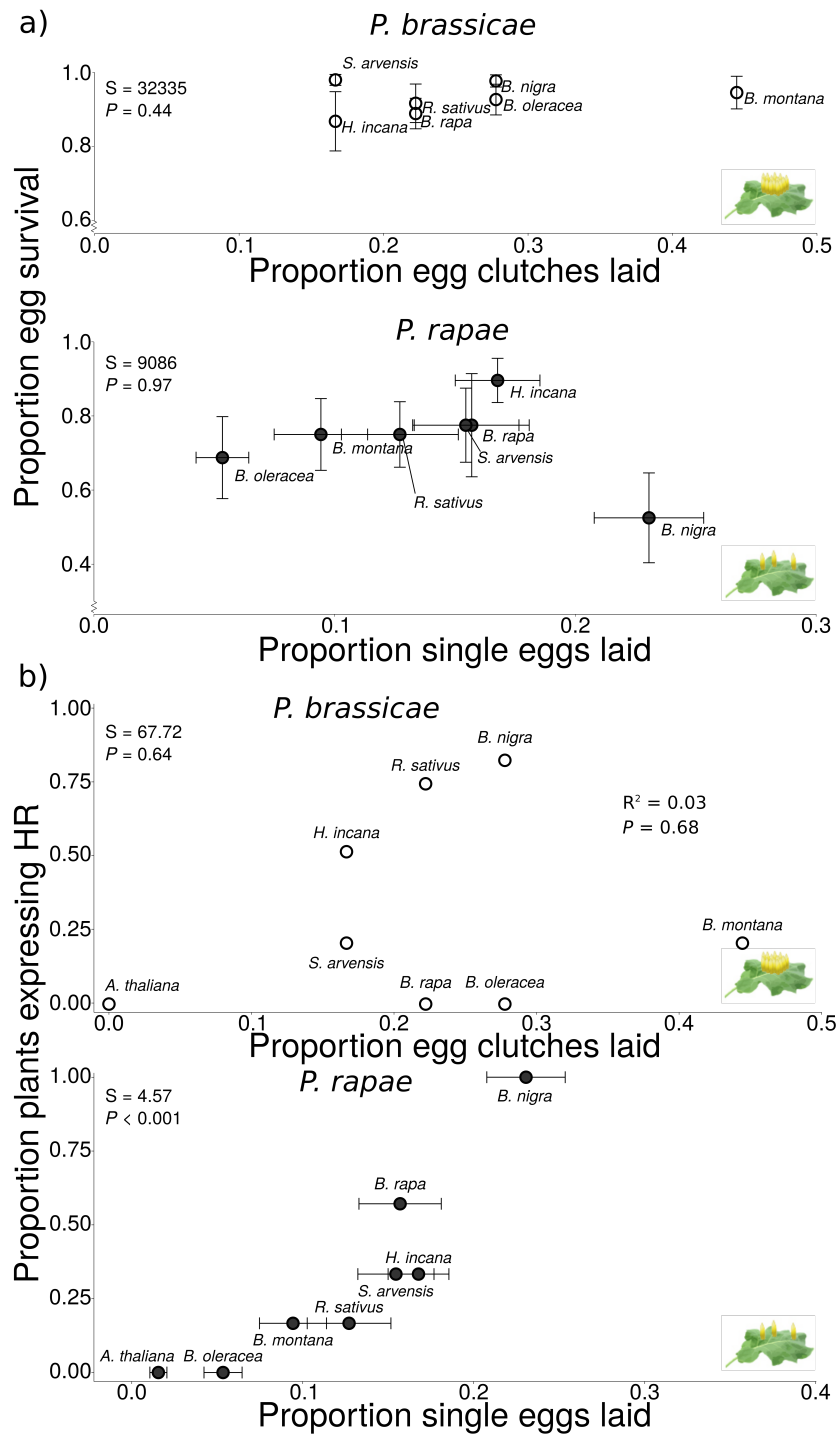 a)
P. brassicae
S = 32335
P = 0.44
S. arvensis
H. incana
R. sativus
B. rapa
B. nigra
B. oleracea
B. montana
1.0
0.8
0.6
0.0
0.1
0.2
0.3
0.4
0.5
Proportion egg clutches laid
Proportion egg survival
P. rapae
S = 9086
P = 0.97
H. incana
B. rapa
S. arvensis
B. montana
B. oleracea
R. sativus
B. nigra
1.0
0.8
0.6
0.4
0.0
0.1
0.2
0.3
Proportion single eggs laid
b)
P. brassicae
S = 67.72
P = 0.64
B. nigra
R. sativus
R² = 0.03
P = 0.68
H. incana
S. arvensis
B. montana
A. thaliana
B. rapa
B. oleracea
1.00
0.75
0.50
0.25
0.00
0.0
0.1
0.2
0.3
0.4
0.5
Proportion egg clutches laid
Proportion plants expressing HR
P. rapae
S = 4.57
P < 0.001
B. nigra
B. rapa
H. incana
S. arvensis
R. sativus
B. montana
A. thaliana
B. oleracea
1.00
0.75
0.50
0.25
0.00
0.0
0.1
0.2
0.3
0.4
Proportion single eggs laid